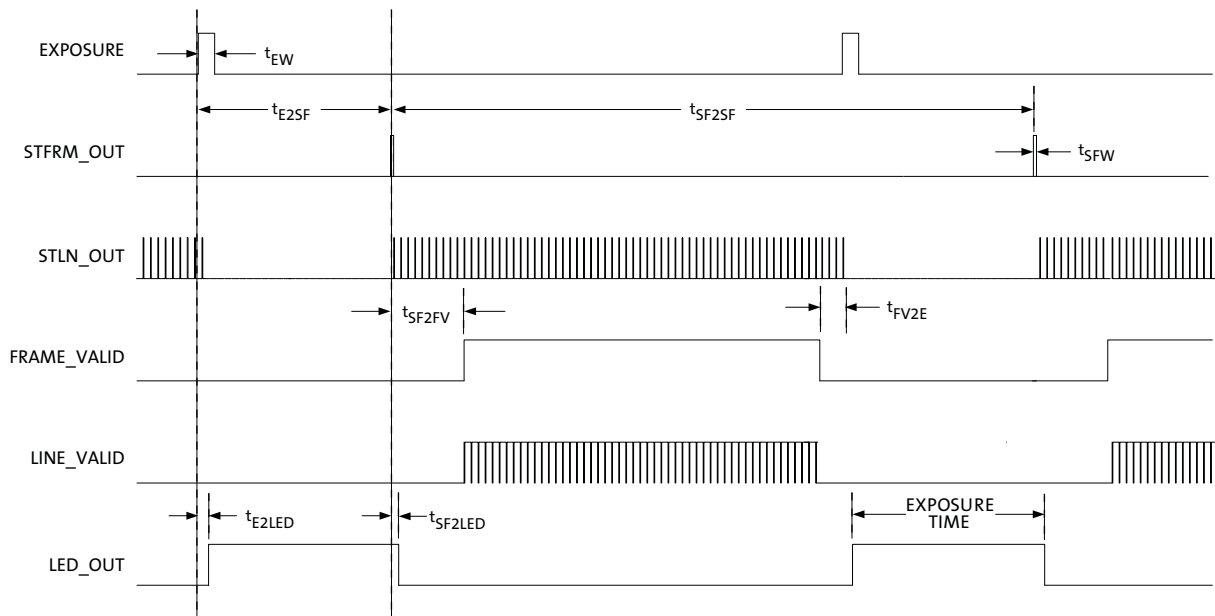 EXPOSURE
tEW
tE2SF
tSF2SF
STFRM_OUT
tSFW
STLN_OUT
tSF2FV
tFV2E
FRAME_VALID
LINE_VALID
tE2LED
tSF2LED
EXPOSURE
TIME
LED_OUT